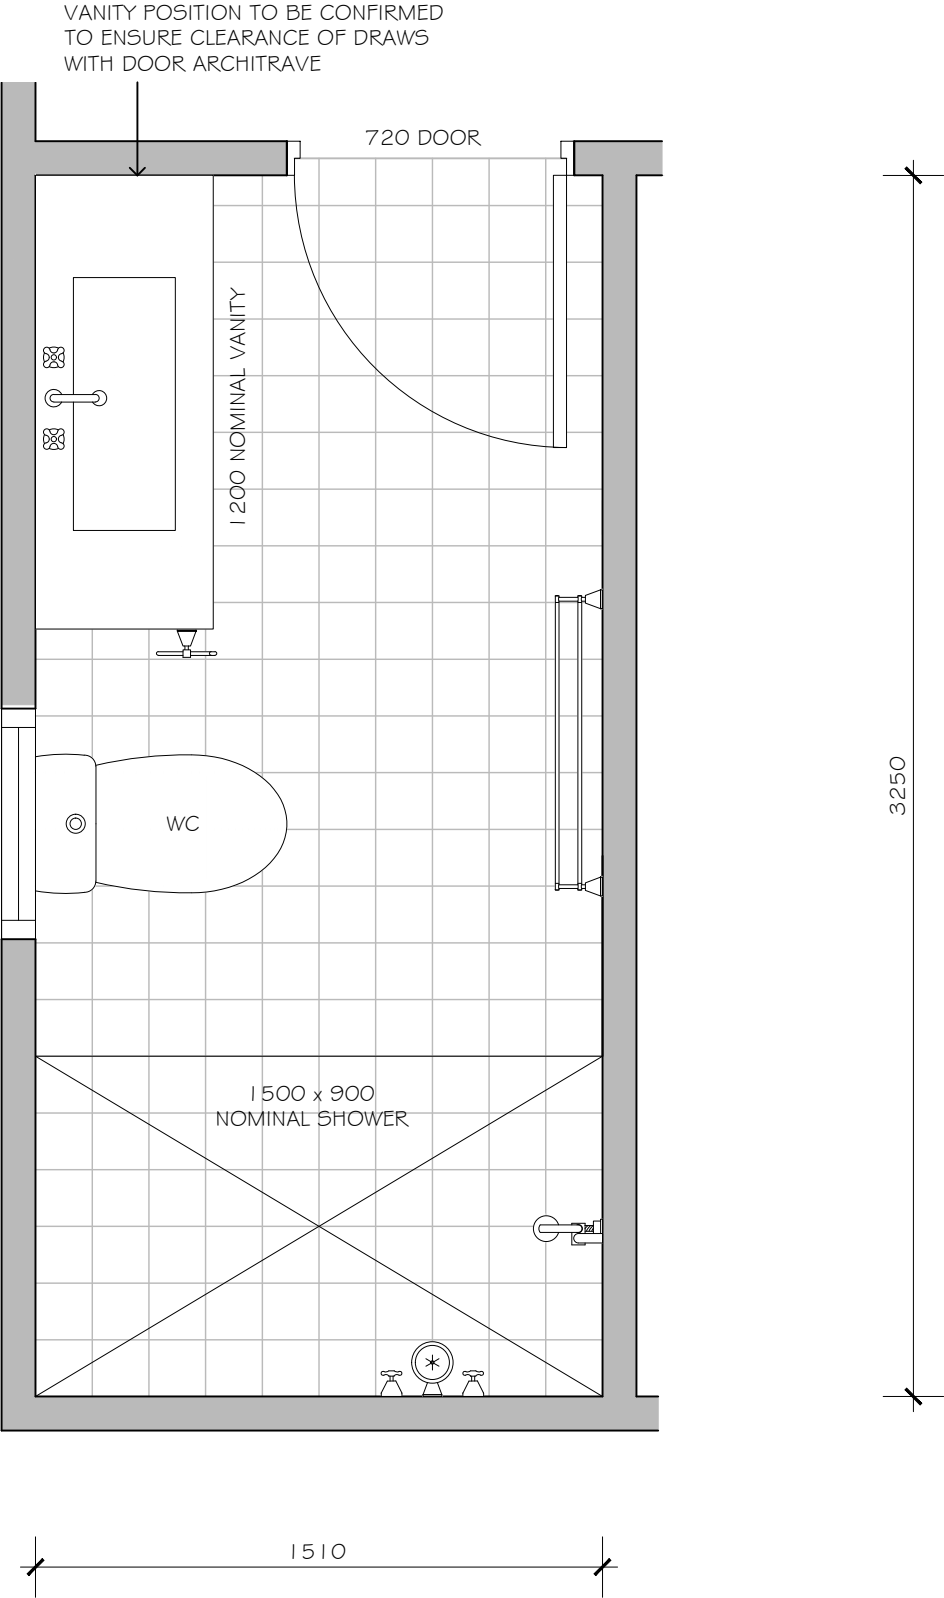 VANITY POSITION TO BE CONFIRMED
TO ENSURE CLEARANCE OF DRAWS
WITH DOOR ARCHITRAVE
720 DOOR
1200 NOMINAL VANITY
3250
WC
1500 x 900
NOMINAL SHOWER
1510